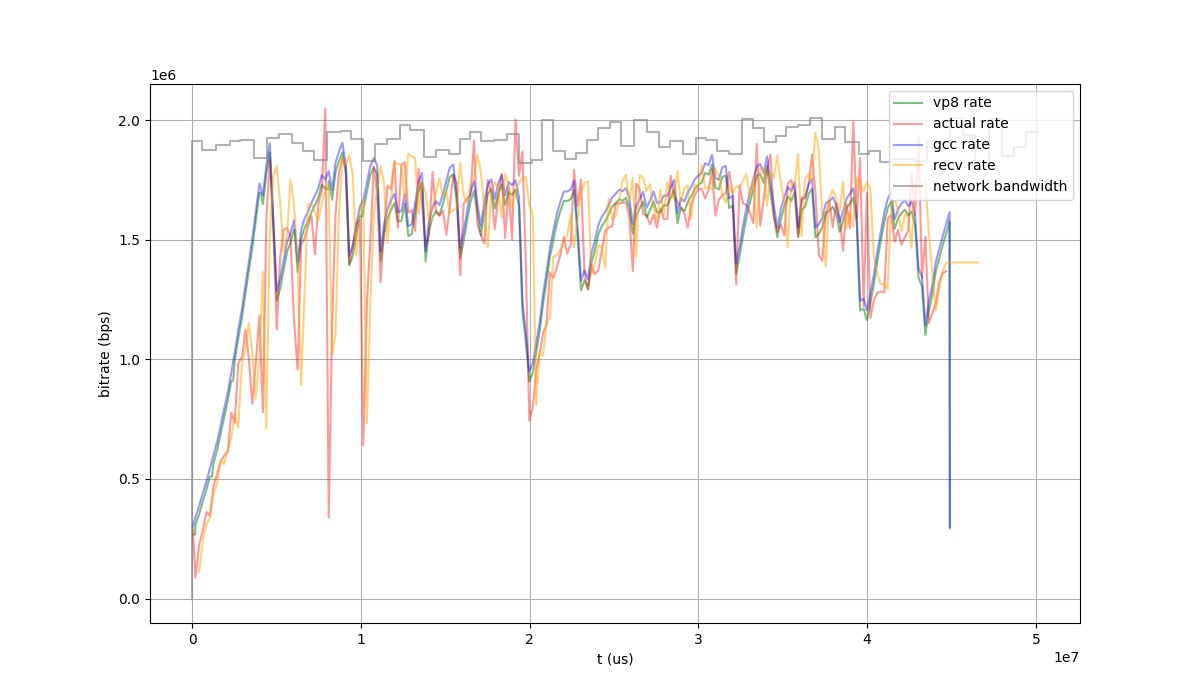 1e6
2.0
1.5
1.0
0.5
0.0
bitrate (bps)
vp8 rate
actual rate
gcc rate
recv rate
network bandwidth
0
1
2
3
4
5
t (us)
1e7